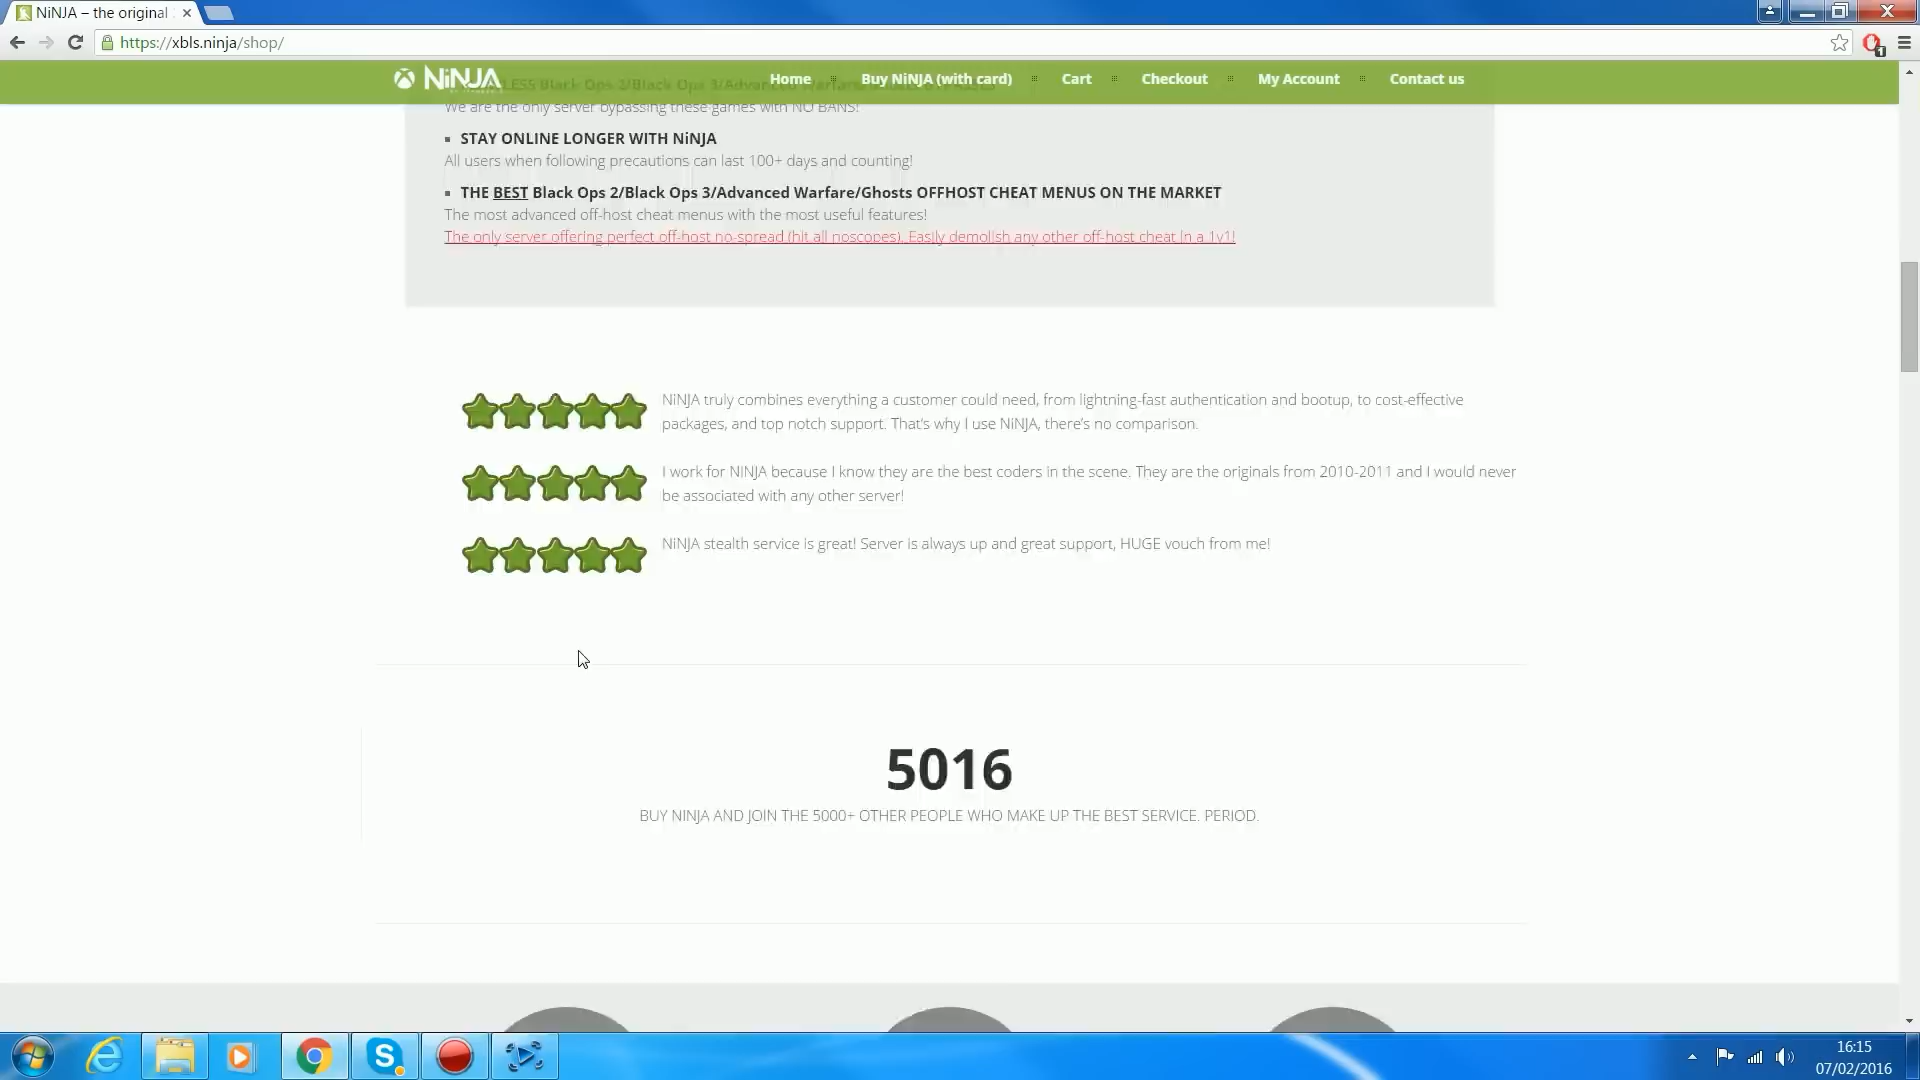 NiNJA – the original
https://xbls.ninja/shop/
NiNJA
Home
Buy NiNJA (with card)
Cart
Checkout
My Account
Contact us
LESS Black Ops 2/Black Ops 3/Advanced Warfare/
We are the only server bypassing these games with NO BANS!
STAY ONLINE LONGER WITH NiNJA
All users when following precautions can last 100+ days and counting!
THE BEST Black Ops 2/Black Ops 3/Advanced Warfare/Ghosts OFFHOST CHEAT MENUS ON THE MARKET
The most advanced off-host cheat menus with the most useful features!
The only server offering perfect off-host no-spread (hit all noscopes). Easily demolish any other off-host cheat in a 1v1!
NiNJA truly combines everything a customer could need, from lightning-fast authentication and bootup, to cost-effective
packages, and top notch support. That's why I use NiNJA, there's no comparison.
I work for NINJA because I know they are the best coders in the scene. They are the originals from 2010-2011 and I would never
be associated with any other server!
NiNJA stealth service is great! Server is always up and great support, HUGE vouch from me!
5016
BUY NINJA AND JOIN THE 5000+ OTHER PEOPLE WHO MAKE UP THE BEST SERVICE. PERIOD.
16:15
07/02/2016